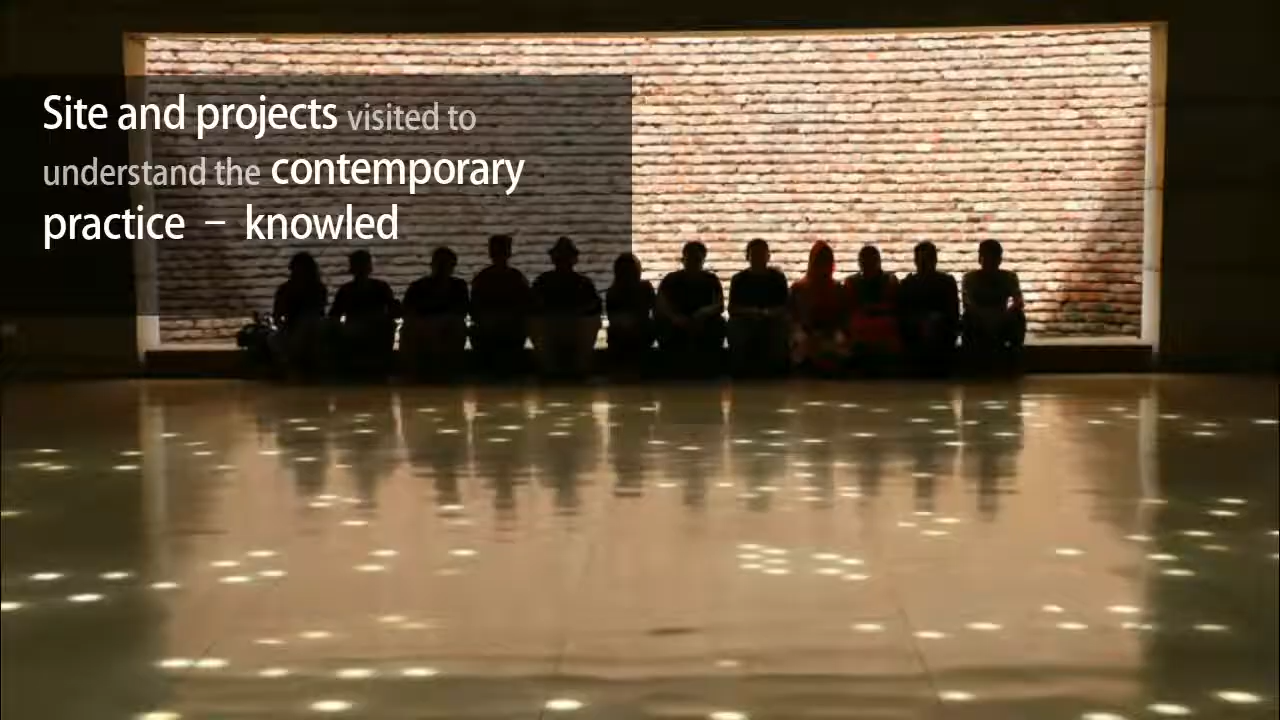 Site and projects visited to
understand the contemporary
practice – knowled